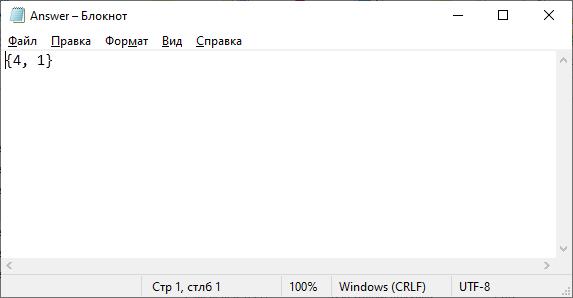 Answer – Блокнот
Файл Правка Формат Вид Справка
{4, 1}
Стр 1, стлб 1 100% Windows (CRLF) UTF-8